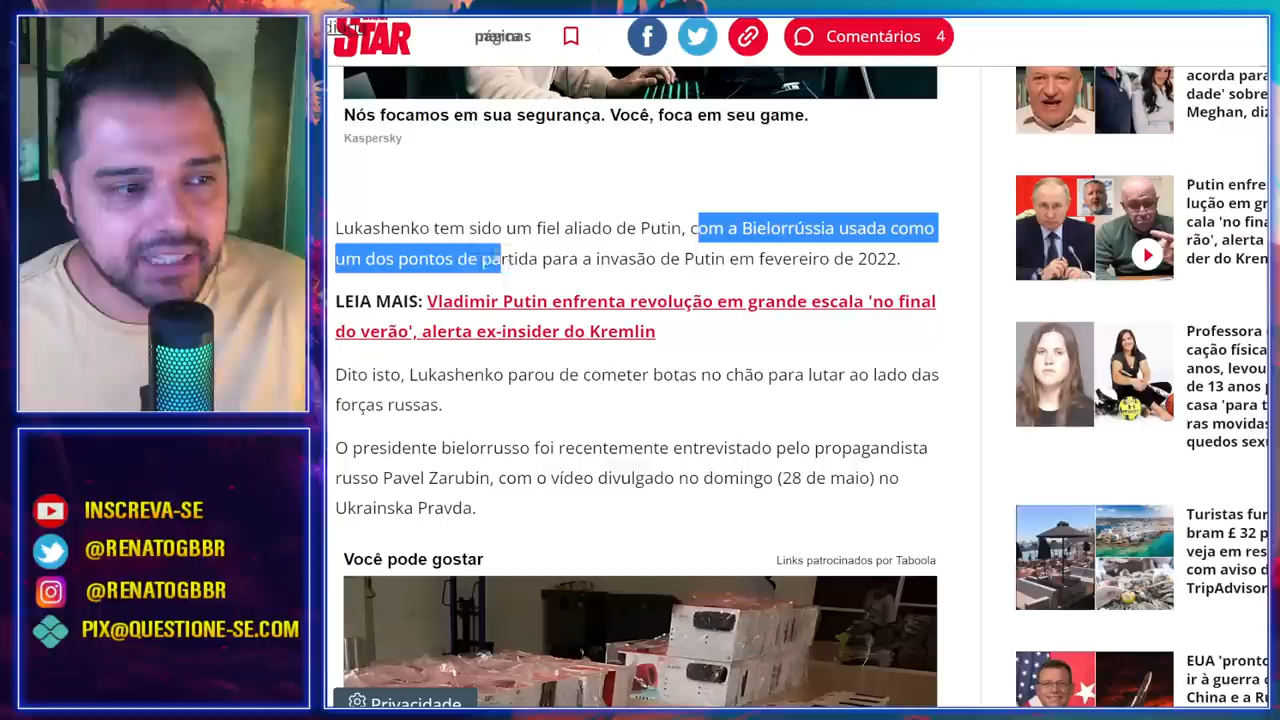 STAR
Comentários 4
Nós focamos em sua segurança. Você, foca em seu game.
Kaspersky
Lukashenko tem sido um fiel aliado de Putin, com a Bielorrússia usada como
um dos pontos de partida para a invasão de Putin em fevereiro de 2022.
LEIA MAIS: Vladimir Putin enfrenta revolução em grande escala 'no final
do verão', alerta ex-insider do Kremlin
Dito isto, Lukashenko parou de cometer botas no chão para lutar ao lado das
forças russas.
O presidente bielorrusso foi recentemente entrevistado pelo propagandista
russo Pavel Zarubin, com o vídeo divulgado no domingo (28 de maio) no
Ukrainska Pravda.
Você pode gostar
Links patrocinados por Taboola
Privacidade
acorda para
dade' sobre
Meghan, diz
Putin enfre
lução em gr
cala 'no fina
rão', alerta
der do Krem
Professora
cação física
anos, levou
de 13 anos
casa 'para t
ras movidas
quedos sexu
Turistas fur
bram £ 32 p
veja em res
com aviso d
TripAdvisor
EUA 'pronto
ir à guerra
China e a Ru
INSCREVA-SE
@RENATOGBBR
@RENATOGBBR
PIX@QUESTIONE-SE.COM